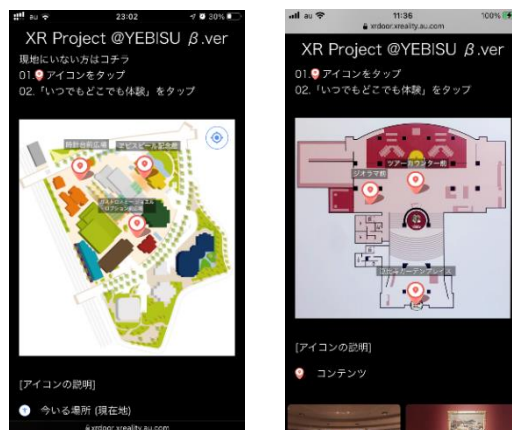 au
23:02
30%
XR Project @YEBISU β.ver
現地にいない方はコチラ
01.アイコンをタップ
02.「いつでもどこでも体験」をタップ
時計台前広場
ヱビスビール記念館
[アイコンの説明]
今いる場所 (現在地)
xrdoor.xreality.au.com
au
11:36
100%
xrdoor.xreality.au.com
XR Project @YEBISU β.ver
01.アイコンをタップ
02.「いつでもどこでも体験」をタップ
ツアーカウンター前
ジオラマ前
[アイコンの説明]
コンテンツ